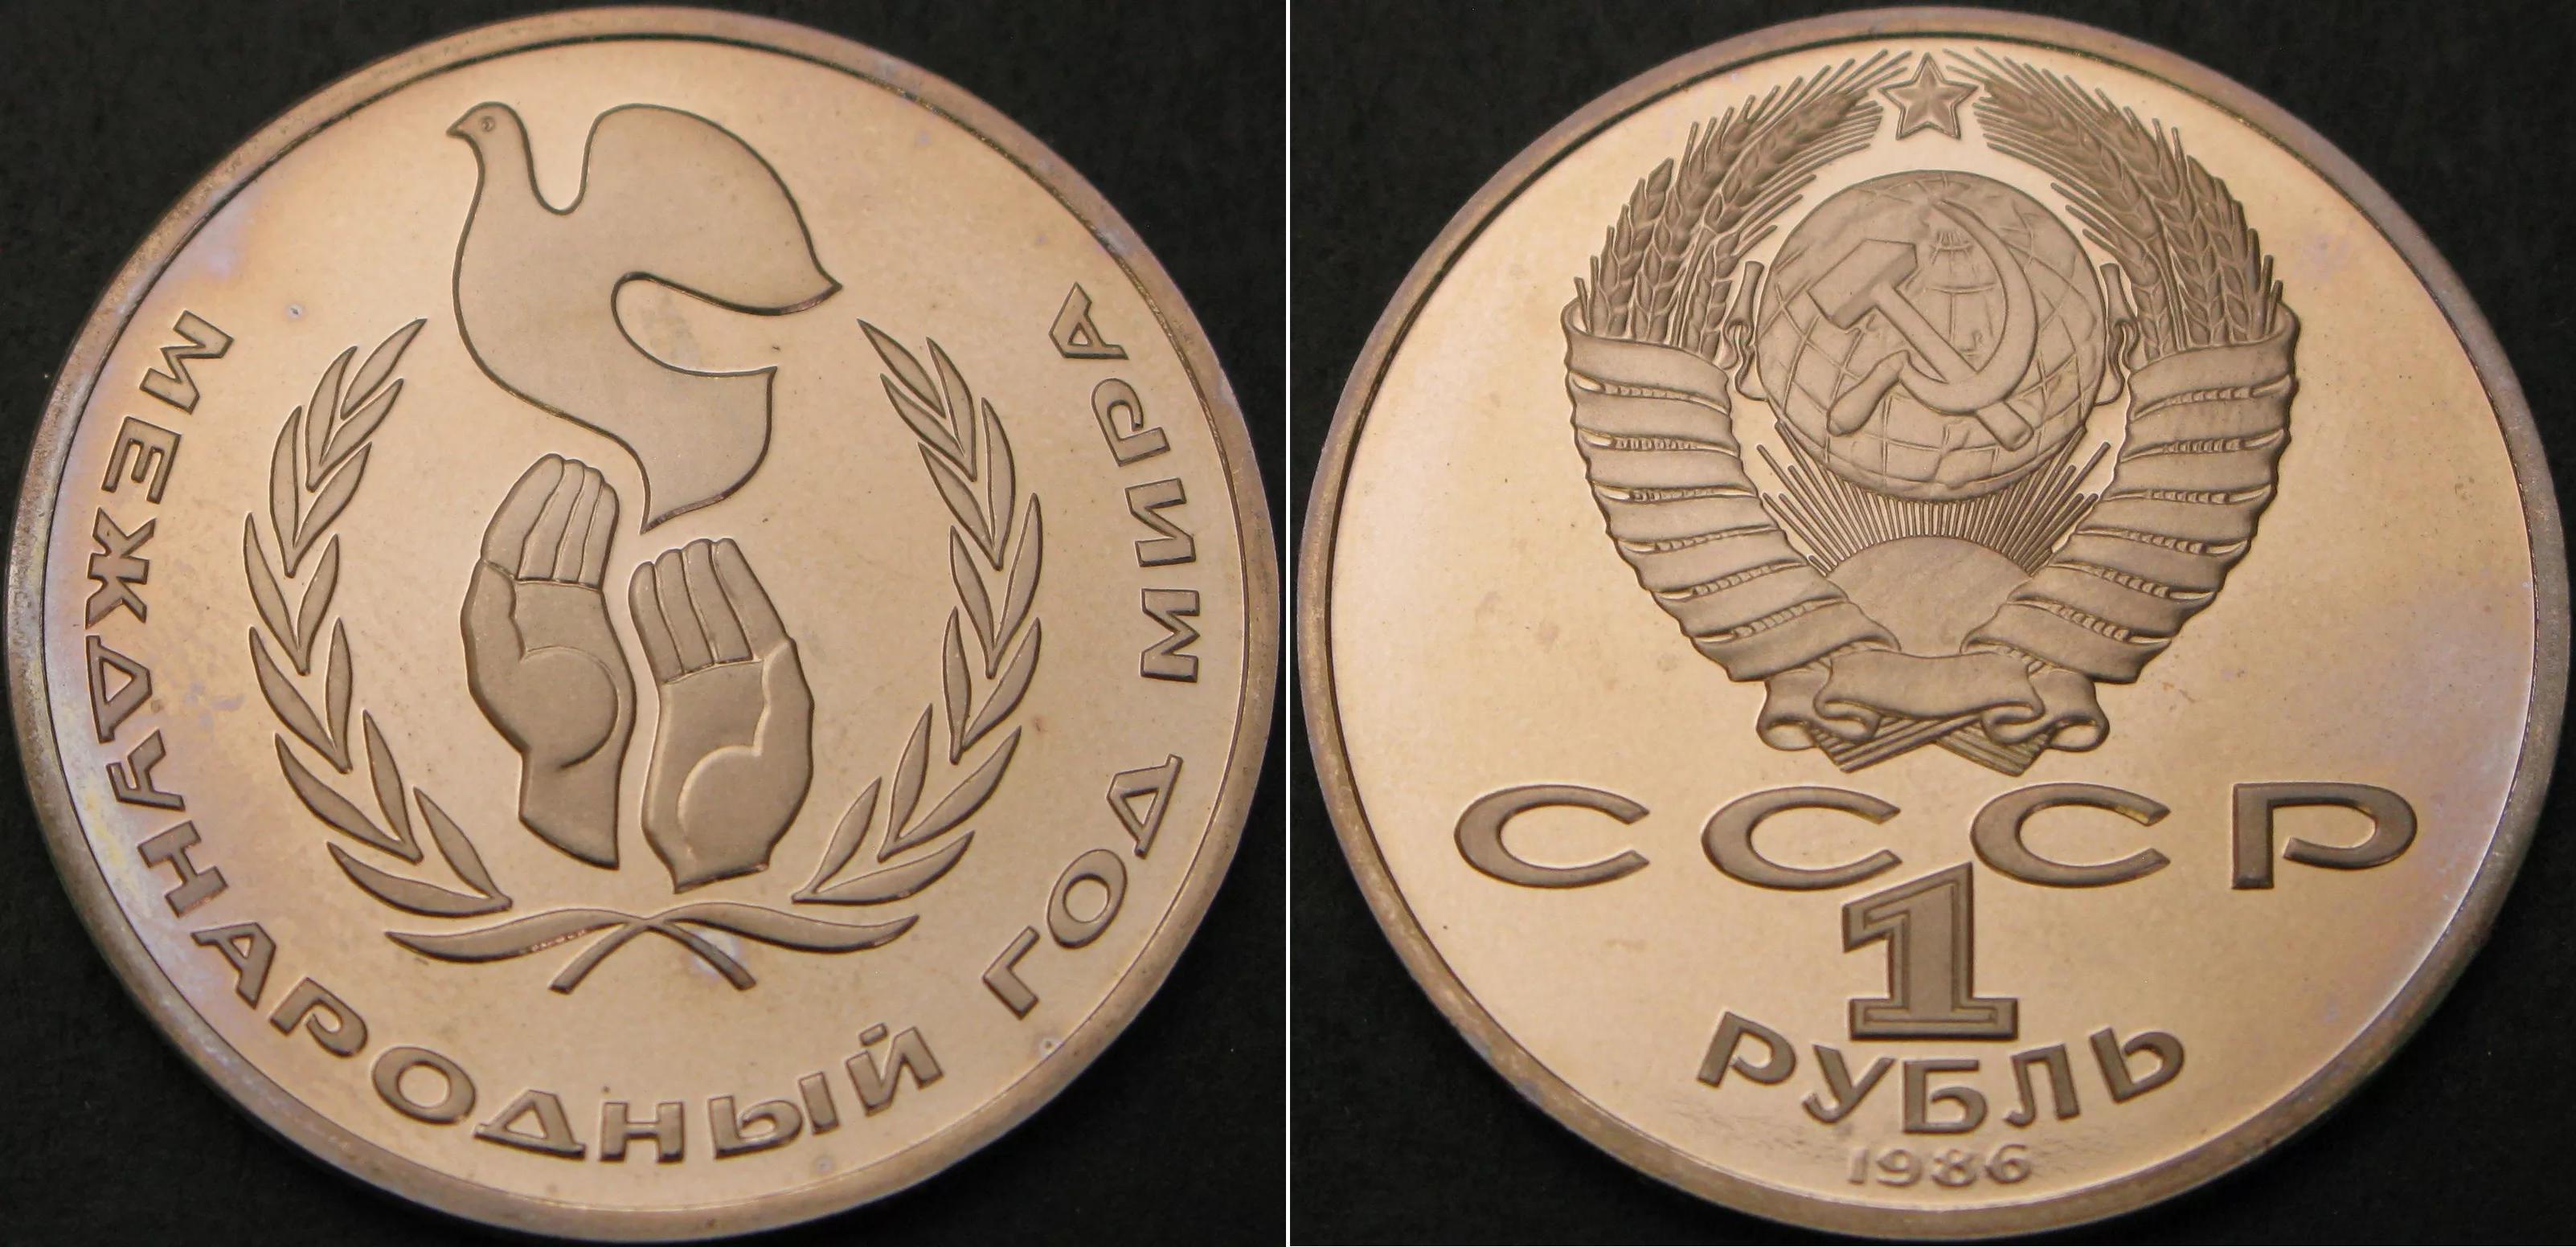 МЕЖДУНАРОДНЫЙ ГОД МИРА
СССР
1
РУБЛЬ
1986